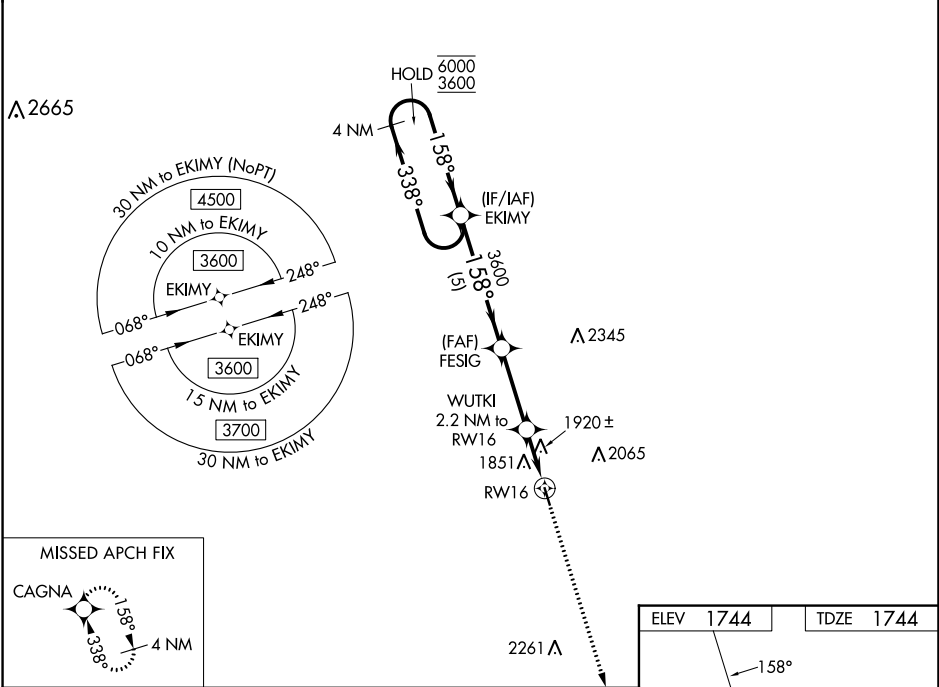 HOLD 6000
3600
2665
4 NM
158°
338°
(IF/IAF)
EKIMY
30 NM to EKIMY (NoPT)
4500
10 NM to EKIMY
3600
EKIMY
248°
068°
248°
EKIMY
068°
3600
15 NM to EKIMY
3700
30 NM to EKIMY
3600
158°
(5)
(FAF)
FESIG
2345
WUTKI
2.2 NM to
RW16
1920 ±
1851
2065
RW16
MISSED APCH FIX
CAGNA
158°
338°
4 NM
2261
ELEV 1744
TDZE 1744
158°